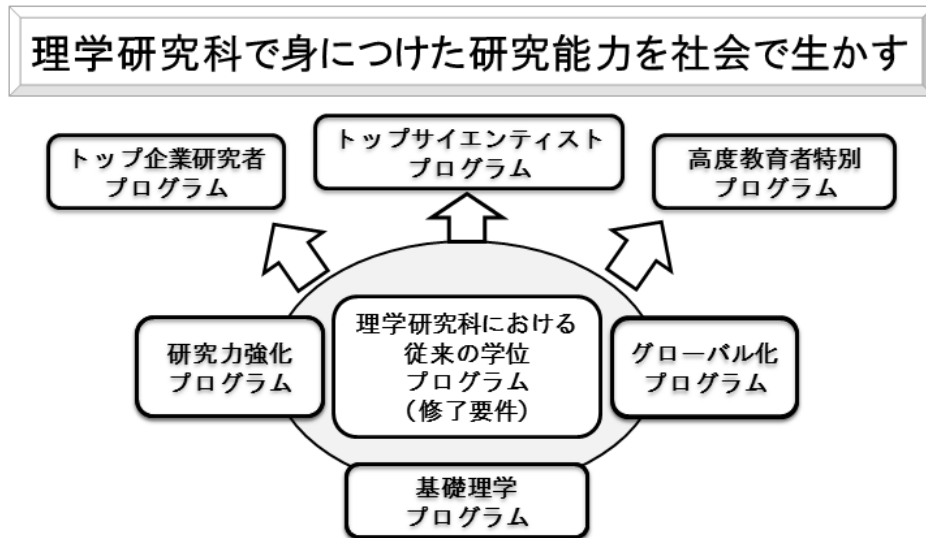 理学研究科で身につけた研究能力を社会で生かす
トップ企業研究者
プログラム
トップサイエンティスト
プログラム
高度教育者特別
プログラム
研究力強化
プログラム
理学研究科における
従来の学位
プログラム
（修了要件）
グローバル化
プログラム
基礎理学
プログラム